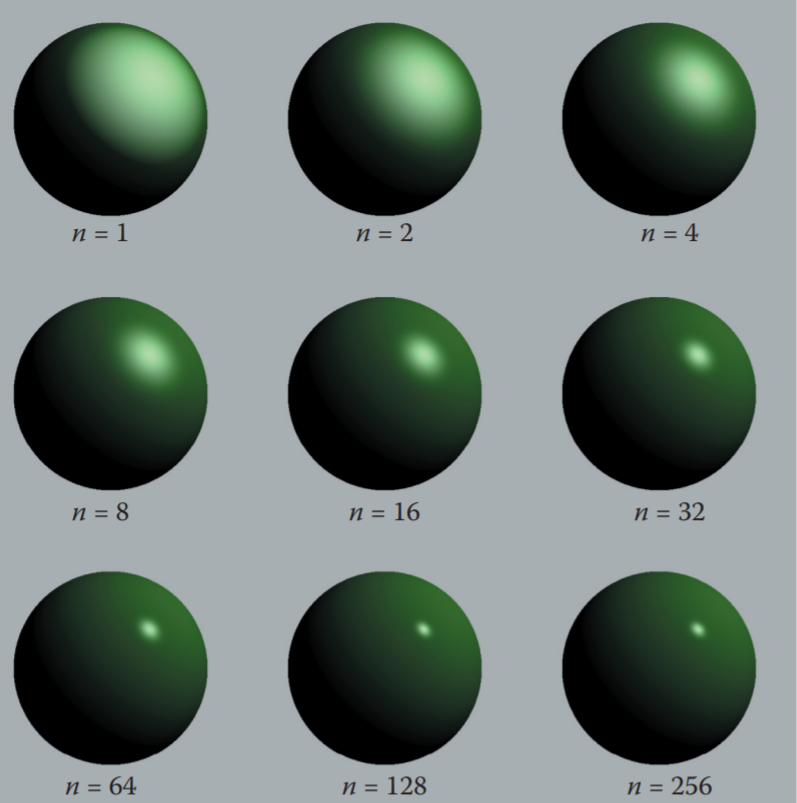 n = 1
n = 2
n = 4
n = 8
n = 16
n = 32
n = 64
n = 128
n = 256